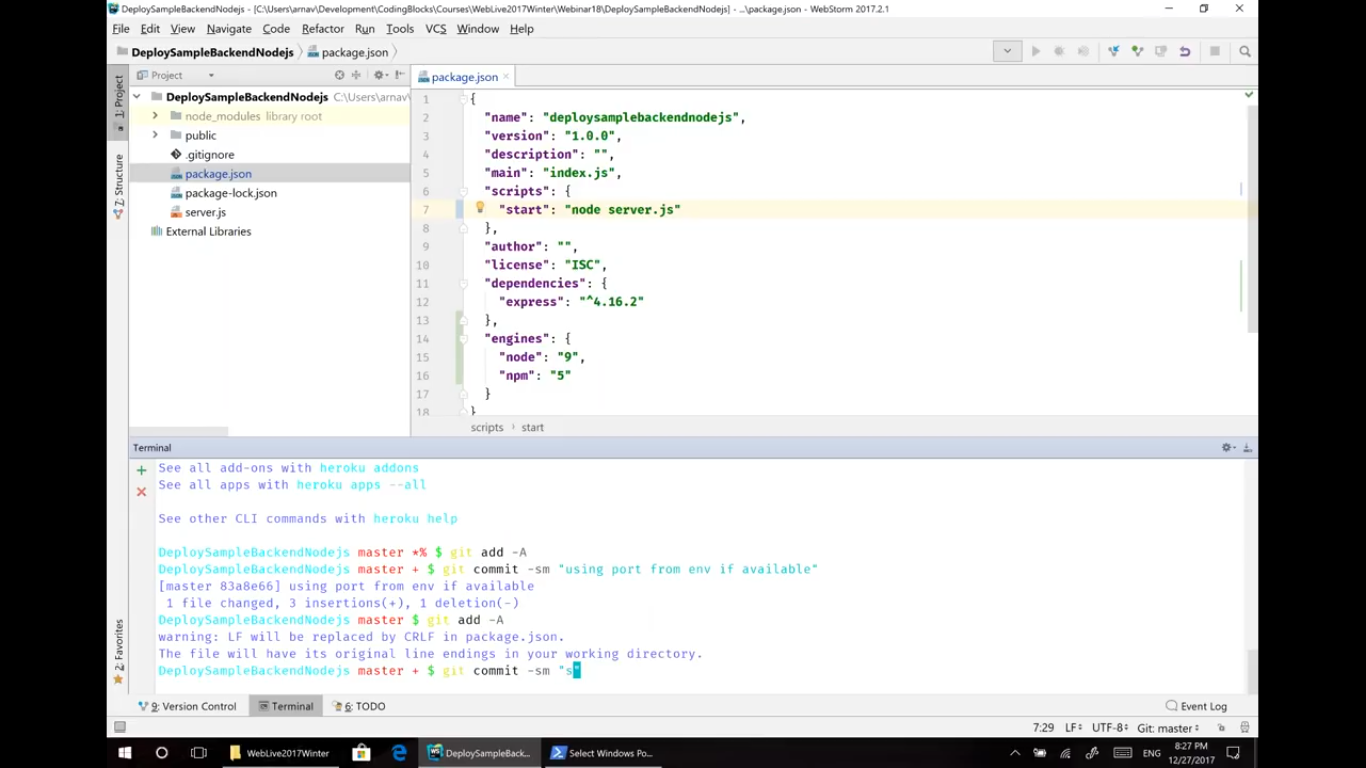 DeploySampleBackendNodejs - [C:\Users\arnav\Development\CodingBlocks\Courses\WebLive2017Winter\Webinar18\DeploySampleBackendNodejs] - ...\package.json - WebStorm 2017.2.1
File Edit View Navigate Code Refactor Run Tools VCS Window Help
DeploySampleBackendNodejs package.json
1: Project
Project
package.json
DeploySampleBackendNodejs C:\Users\arnav\
node_modules library root
public
.gitignore
package.json
package-lock.json
server.js
External Libraries
7: Structure
1 {
2 "name": "deploysamplebackendnodejs",
3 "version": "1.0.0",
4 "description": "",
5 "main": "index.js",
6 "scripts": {
7 "start": "node server.js"
8 },
9 "author": "",
10 "license": "ISC",
11 "dependencies": {
12 "express": "^4.16.2"
13 },
14 "engines": {
15 "node": "9",
16 "npm": "5"
17 }
18 }
scripts › start
Terminal
See all add-ons with heroku addons
See all apps with heroku apps --all
See other CLI commands with heroku help
DeploySampleBackendNodejs master *% $ git add -A
DeploySampleBackendNodejs master + $ git commit -sm "using port from env if available"
[master 83a8e66] using port from env if available
1 file changed, 3 insertions(+), 1 deletion(-)
DeploySampleBackendNodejs master $ git add -A
warning: LF will be replaced by CRLF in package.json.
The file will have its original line endings in your working directory.
DeploySampleBackendNodejs master + $ git commit -sm "s"
2: Favorites
9: Version Control Terminal 6: TODO Event Log
7:29 LF÷ UTF-8÷ Git: master÷
WebLive2017Winter DeploySampleBack... Select Windows Po... ENG 8:27 PM
12/27/2017